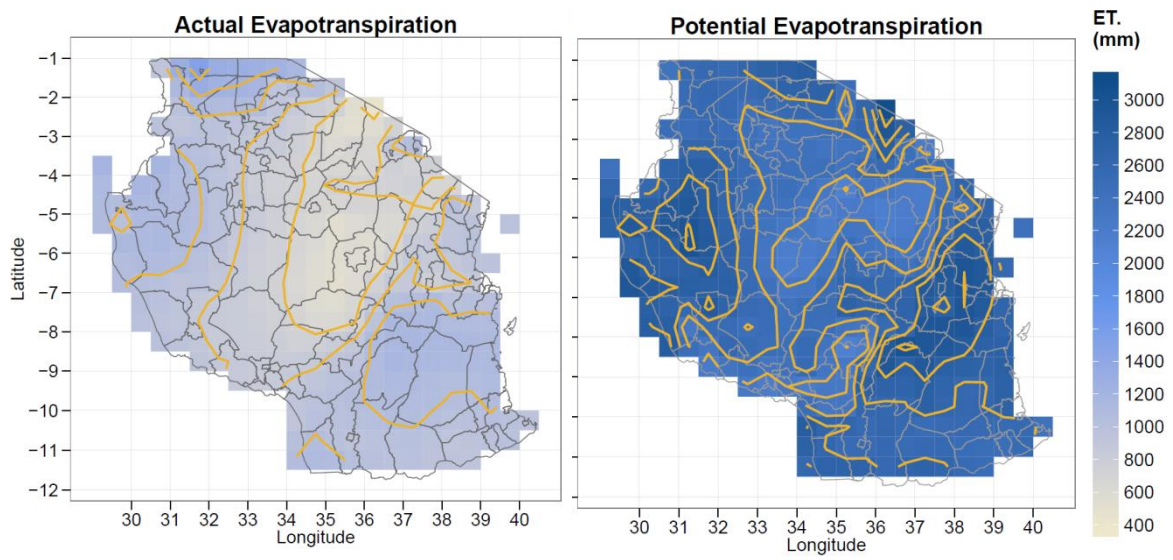 Actual Evapotranspiration
Potential Evapotranspiration
ET.
(mm)
−1
−2
−3
−4
−5
−6
−7
−8
−9
−10
−11
−12
Latitude
30 31 32 33 34 35 36 37 38 39 40
Longitude
30 31 32 33 34 35 36 37 38 39 40
Longitude
3000
2800
2600
2400
2200
2000
1800
1600
1400
1200
1000
800
600
400